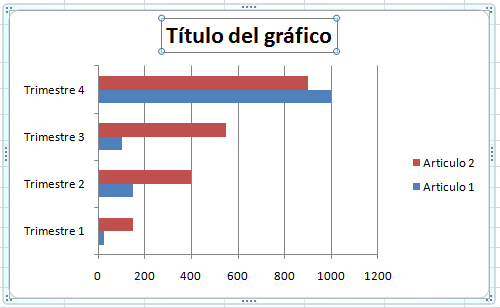 Título del gráfico
Trimestre 4
Trimestre 3
Trimestre 2
Trimestre 1
Articulo 2
Articulo 1
0 200 400 600 800 1000 1200